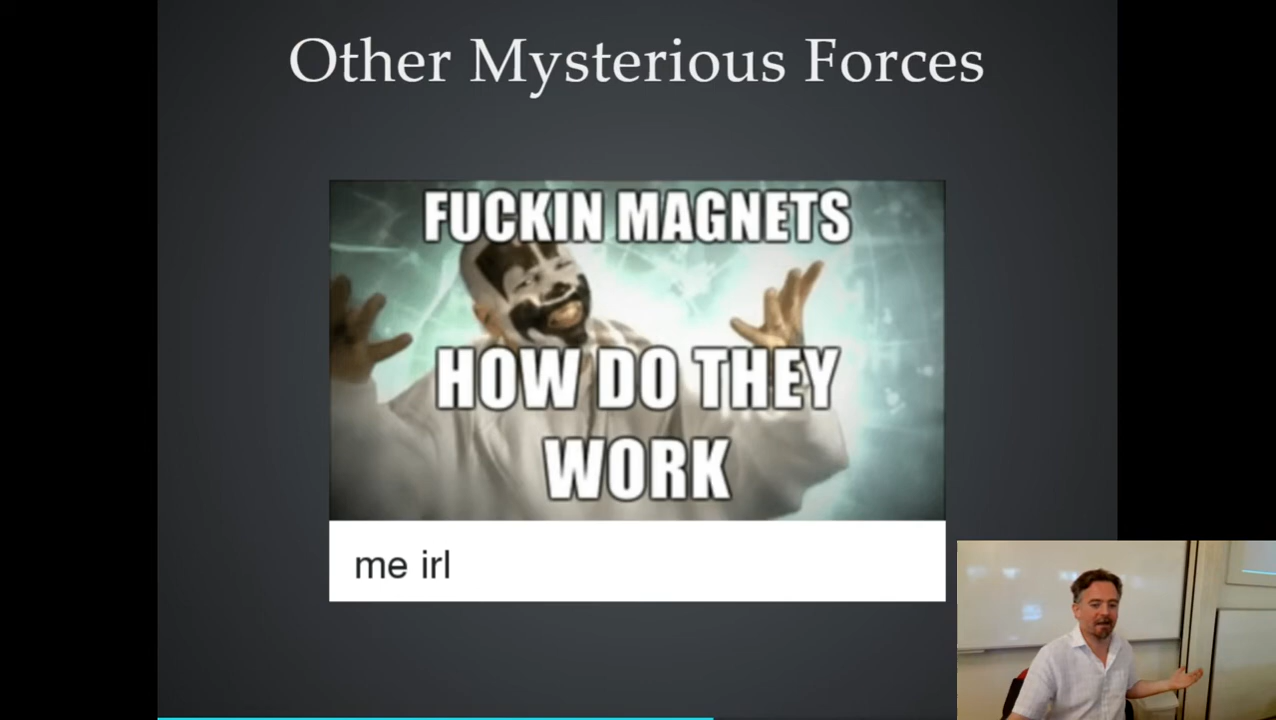 Other Mysterious Forces
FUCKIN MAGNETS
HOW DO THEY
WORK
me irl